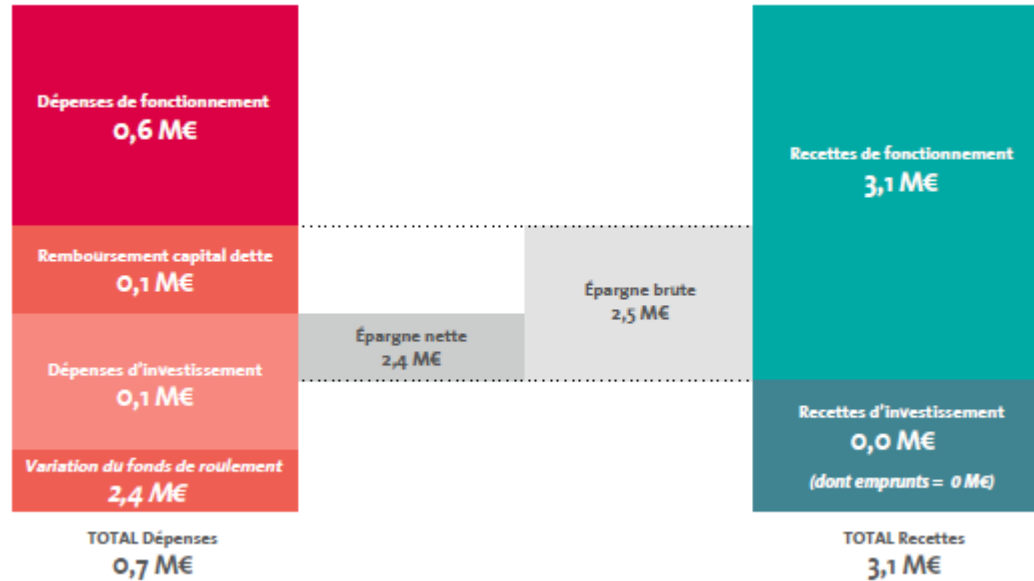 Dépenses de fonctionnement
0,6 M€
Remboursement capital dette
0,1 M€
Dépenses d'investissement
0,1 M€
Variation du fonds de roulement
2,4 M€
TOTAL Dépenses
0,7 M€
Épargne nette
2,4 M€
Épargne brute
2,5 M€
Recettes de fonctionnement
3,1 M€
Recettes d'investissement
0,0 M€
(dont emprunts = 0 M€)
TOTAL Recettes
3,1 M€